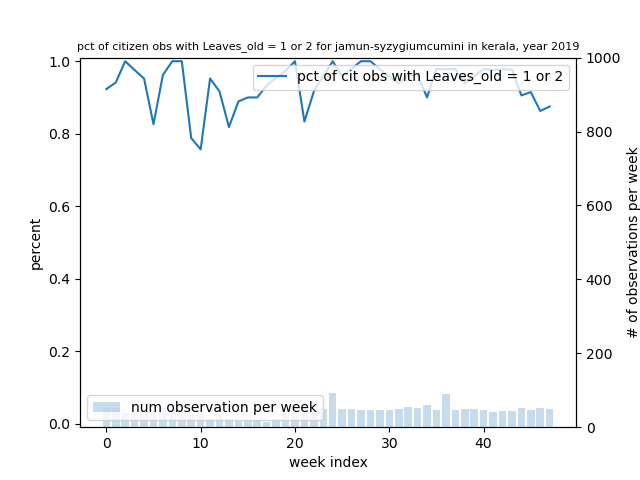 pct of citizen obs with Leaves_old = 1 or 2 for jamun-syzygiumcumini in kerala, year 2019
pct of cit obs with Leaves_old = 1 or 2
1.0
0.8
0.6
0.4
0.2
0.0
percent
1000
800
600
400
200
0
# of observations per week
num observation per week
0 10 20 30 40
week index